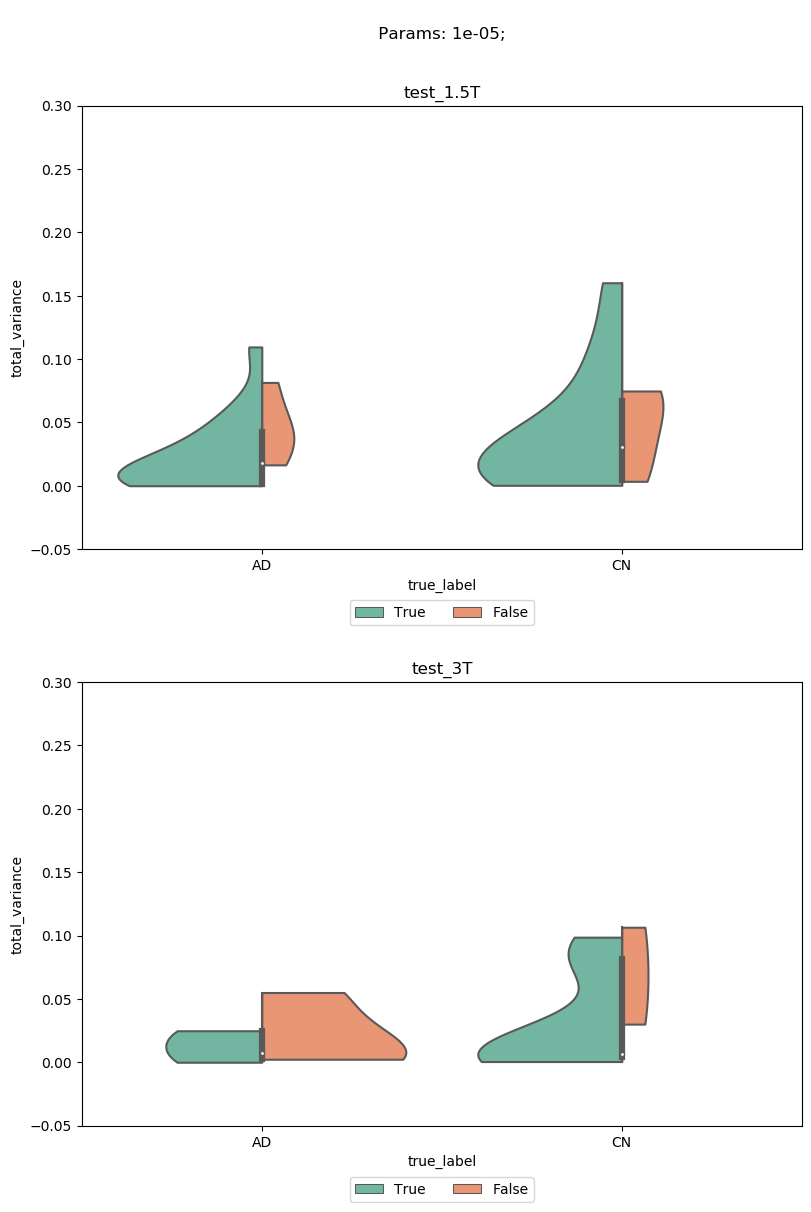 Params: 1e-05;
test_1.5T
0.30
0.25
0.20
0.15
0.10
0.05
0.00
−0.05
total_variance
AD CN
true_label
True False
test_3T
0.30
0.25
0.20
0.15
0.10
0.05
0.00
−0.05
total_variance
AD CN
true_label
True False